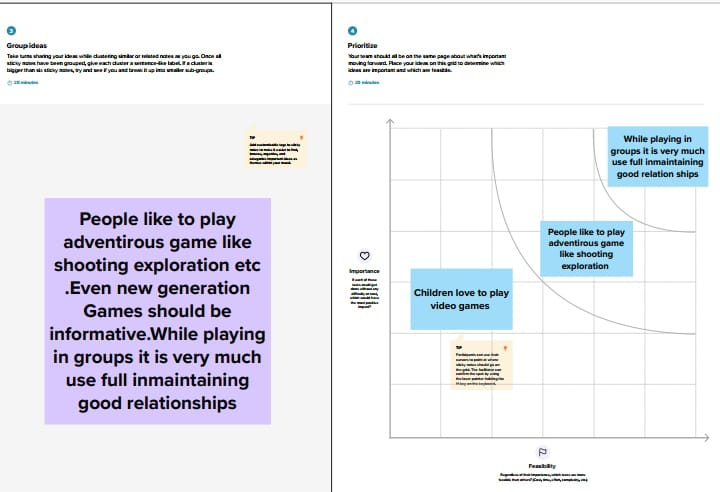 3
Group ideas
Take turns sharing your ideas while clustering similar or related notes as you go. Once all
sticky notes have been grouped, give each cluster a sentence-like label. If a cluster is
bigger than six sticky notes, try and see if you and break it up into smaller sub-groups.
20 minutes
TIP
Add customizable tags to sticky
notes to make it easier to find,
browse, organize, and
categorize important ideas as
themes within your mural.
People like to play
adventirous game like
shooting exploration etc
.Even new generation
Games should be
informative.While playing
in groups it is very much
use full inmaintaining
good relationships
4
Prioritize
Your team should all be on the same page about what's important
moving forward. Place your ideas on this grid to determine which
ideas are important and which are feasible.
20 minutes
While playing in
groups it is very much
use full inmaintaining
good relation ships
People like to play
adventirous game
like shooting
exploration
Children love to play
video games
Importance
If each of these
tasks could get
done without any
difficulty or cost,
which would have
the most positive
impact?
TIP
Participants can use their
cursors to point at where
sticky notes should go on
the grid. The facilitator can
confirm the spot by using
the laser pointer holding the
H key on the keyboard.
Feasibility
Regardless of their importance, which tasks are more
feasible than others? (Cost, time, effort, complexity, etc.)